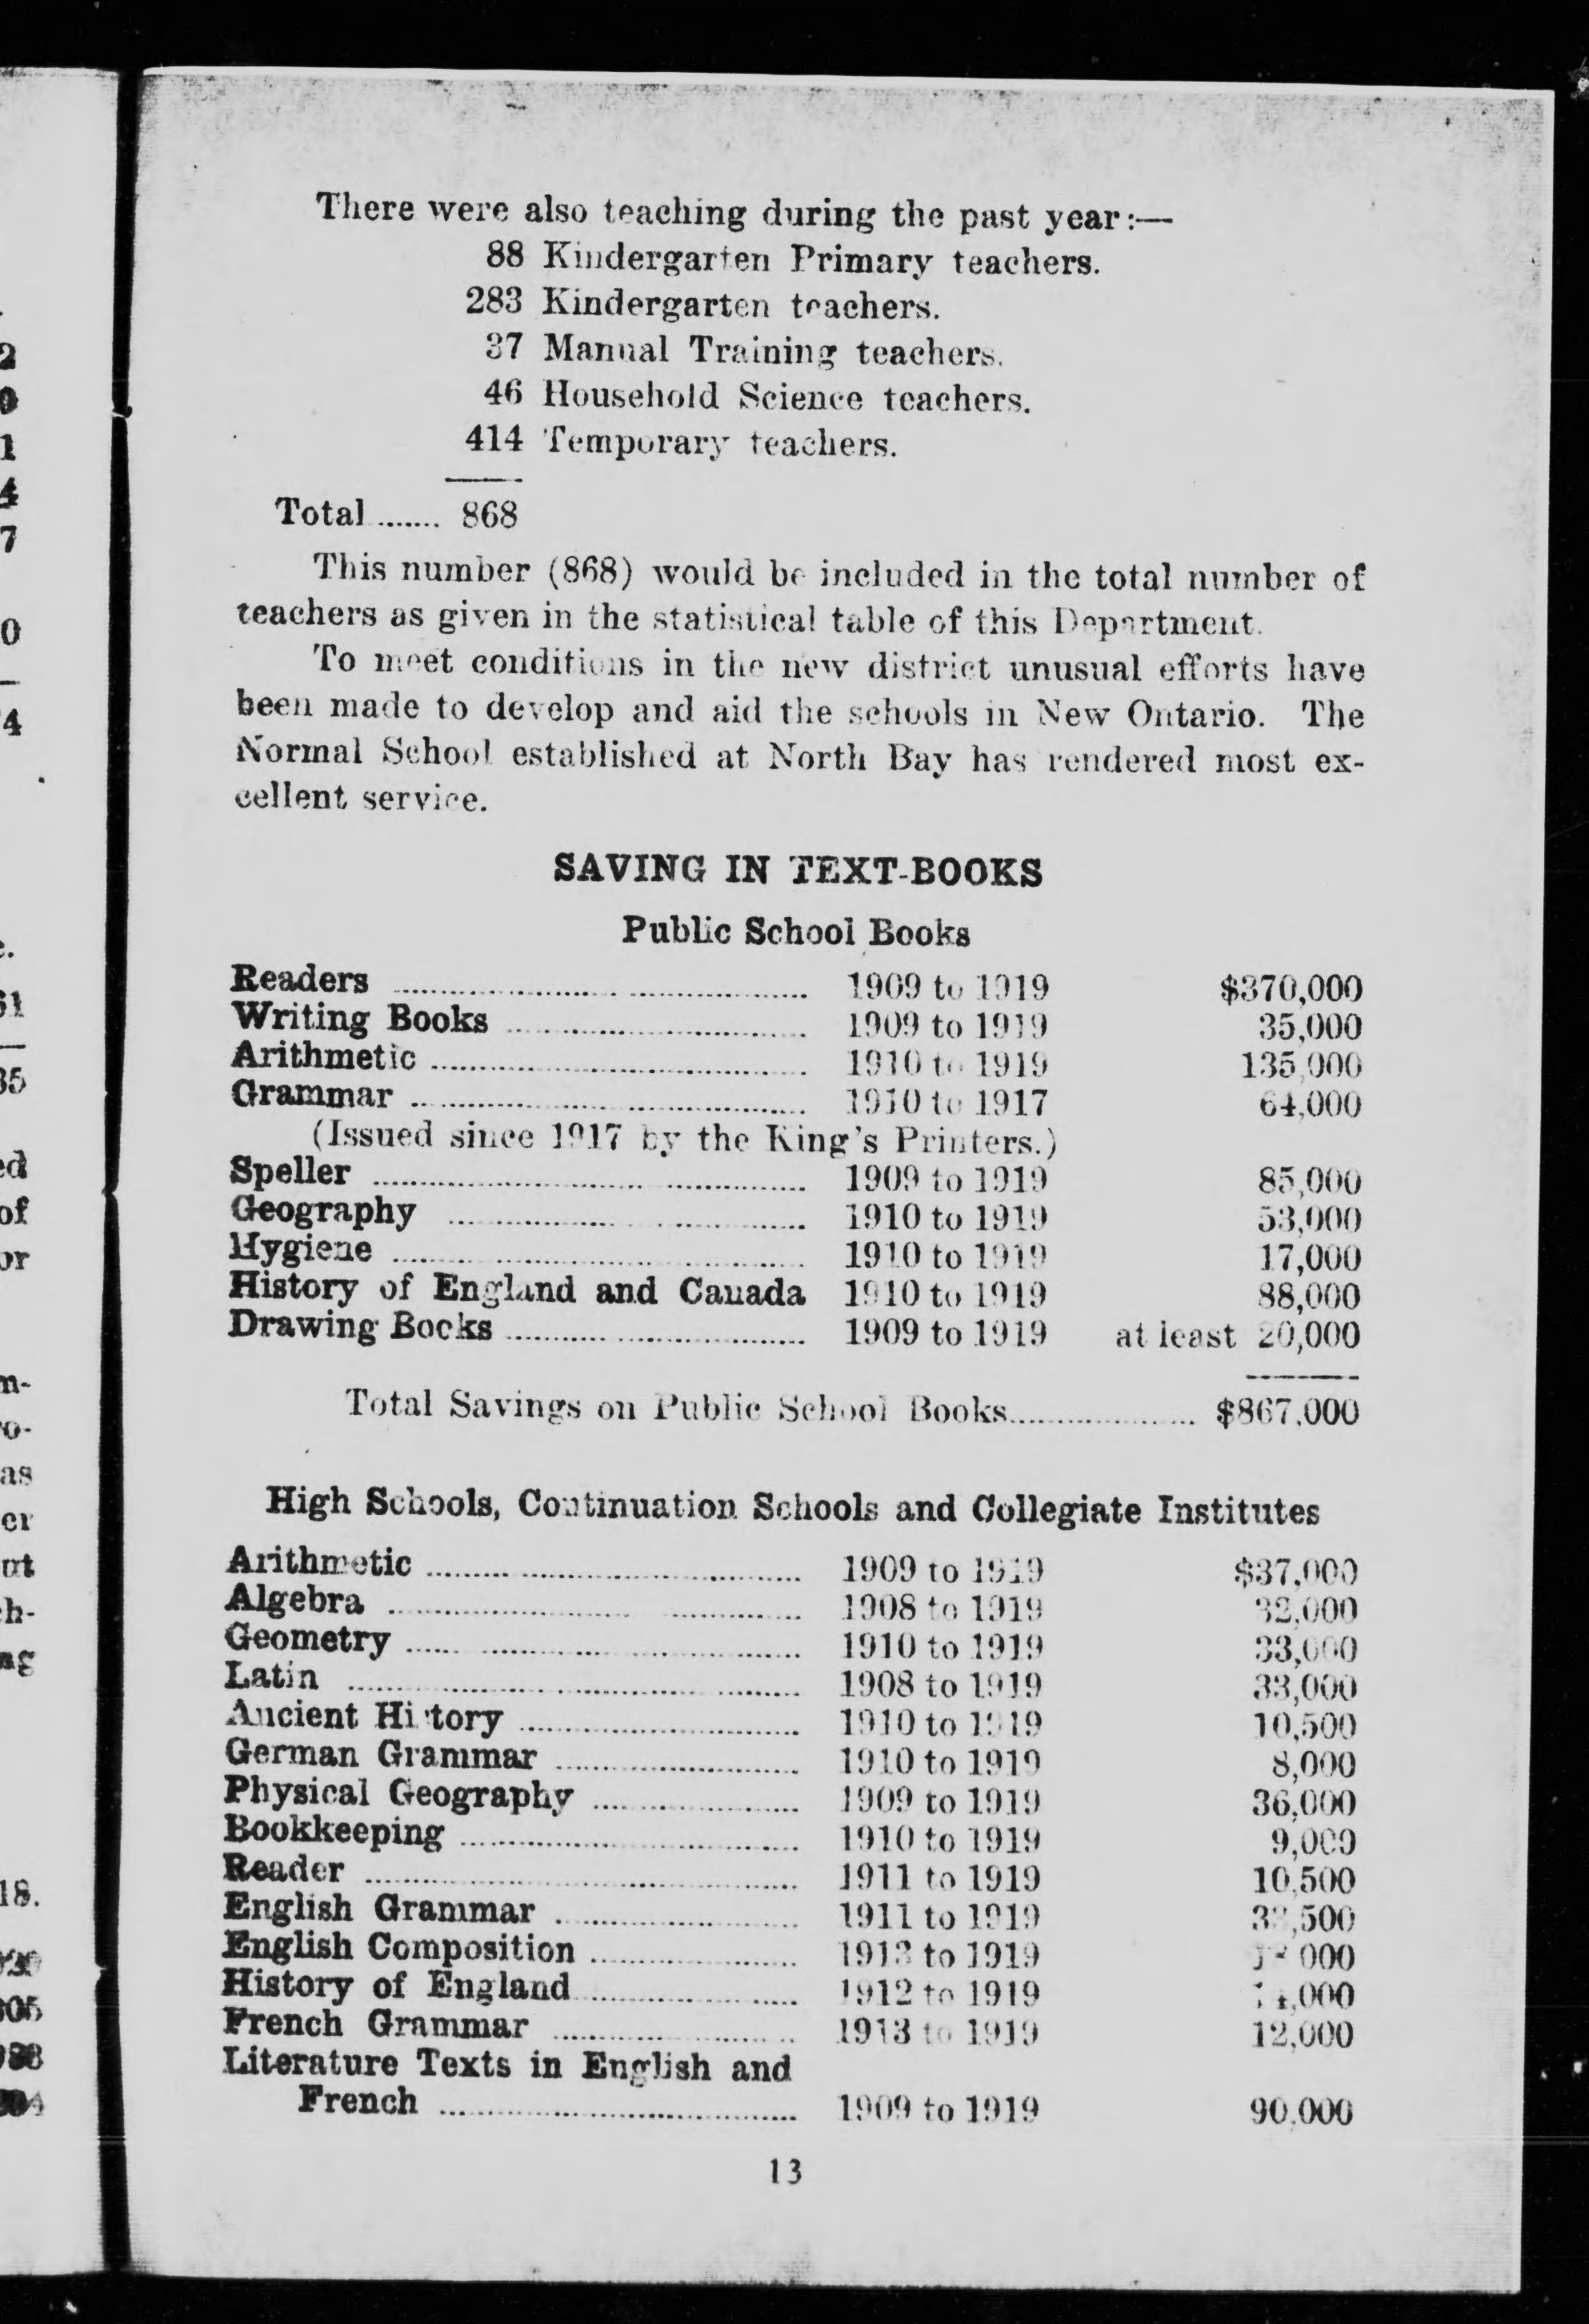 There were also teaching during the past year:—
88 Kindergarten Primary teachers.
283 Kindergarten teachers.
37 Manual Training teachers.
46 Household Science teachers.
414 Temporary teachers.
Total ....... 868
This number (868) would be included in the total number of
teachers as given in the statistical table of this Department.
To meet conditions in the new district unusual efforts have
been made to develop and aid the schools in New Ontario. The
Normal School established at North Bay has rendered most ex-
cellent service.
SAVING IN TEXT-BOOKS
Public School Books
Readers ........ 1909 to 1919 $370,000
Writing Books ........ 1909 to 1919 35,000
Arithmetic ........ 1910 to 1919 135,000
Grammar ........ 1910 to 1917 64,000
(Issued since 1917 by the King's Printers.)
Speller ........ 1909 to 1919 85,000
Geography ........ 1910 to 1919 53,000
Hygiene ........ 1910 to 1919 17,000
History of England and Canada 1910 to 1919 88,000
Drawing Books ........ 1909 to 1919 at least 20,000
Total Savings on Public School Books........ $867,000
High Schools, Continuation Schools and Collegiate Institutes
Arithmetic ........ 1909 to 1919 $37,000
Algebra ........ 1908 to 1919 32,000
Geometry ........ 1910 to 1919 33,000
Latin ........ 1908 to 1919 33,000
Ancient History ........ 1910 to 1919 10,500
German Grammar ........ 1910 to 1919 8,000
Physical Geography ........ 1909 to 1919 36,000
Bookkeeping ........ 1910 to 1919 9,000
Reader ........ 1911 to 1919 10,500
English Grammar ........ 1911 to 1919
English Composition ........ 1913 to 1919
History of England ........ 1912 to 1919
French Grammar ........ 1913 to 1919 12,000
Literature Texts in English and
French ........ 1909 to 1919 90,000
13